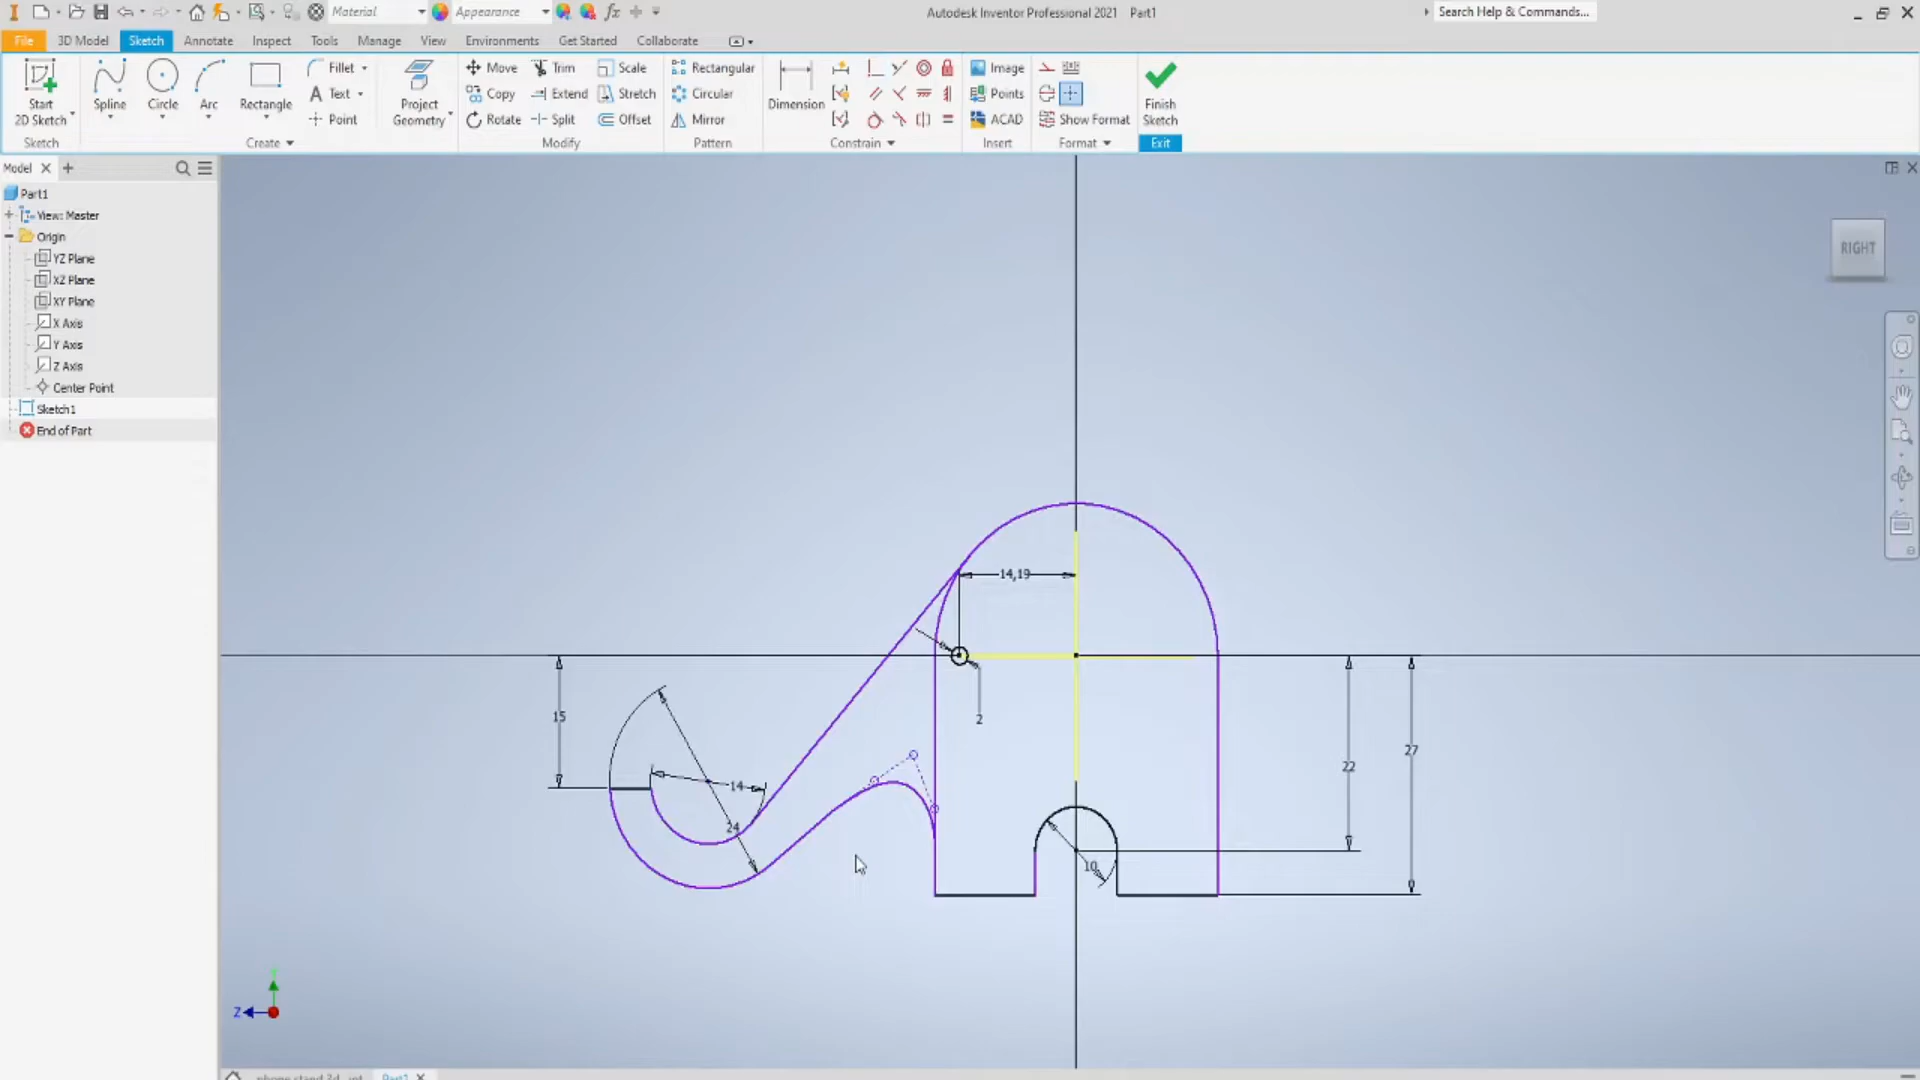 Material
Appearance
fx
Autodesk Inventor Professional 2021 Part1
Search Help & Commands...
File 3D Model Sketch Annotate Inspect Tools Manage View Environments Get Started Collaborate
Start
2D Sketch
Spline
Circle
Arc
Rectangle
Fillet
Text
Point
Project
Geometry
Move
Copy
Rotate
Trim
Extend
Split
Scale
Stretch
Offset
Rectangular
Circular
Mirror
Dimension
Image
Points
ACAD
Show Format
Finish
Sketch
Sketch Create Modify Pattern Constrain Insert Format Exit
Model
Part1
View: Master
Origin
YZ Plane
XZ Plane
XY Plane
X Axis
Y Axis
Z Axis
Center Point
Sketch1
End of Part
RIGHT
14,19
15
2
14
24
22
27
10
Z
Part1